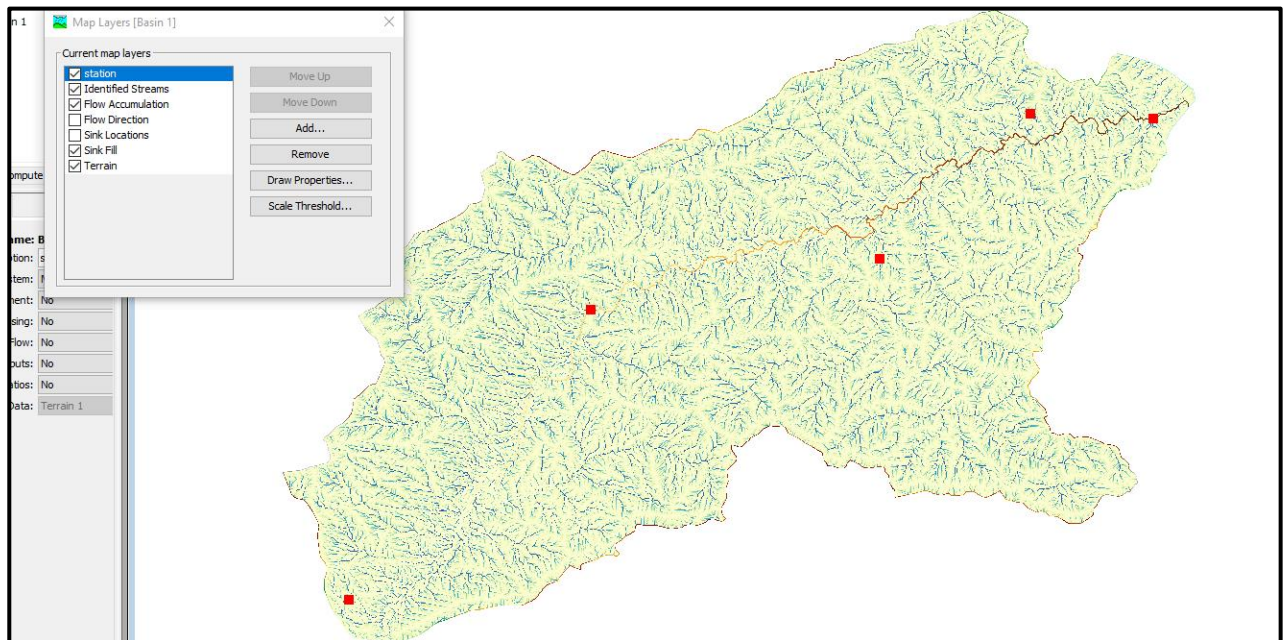 n 1
Map Layers [Basin 1]
Current map layers
station
Identified Streams
Flow Accumulation
Flow Direction
Sink Locations
Sink Fill
Terrain
Move Up
Move Down
Add...
Remove
Draw Properties...
Scale Threshold...
ompute
ame: B
tion: s
stem: M
ment: No
sing: No
Flow: No
puts: No
atios: No
Data: Terrain 1